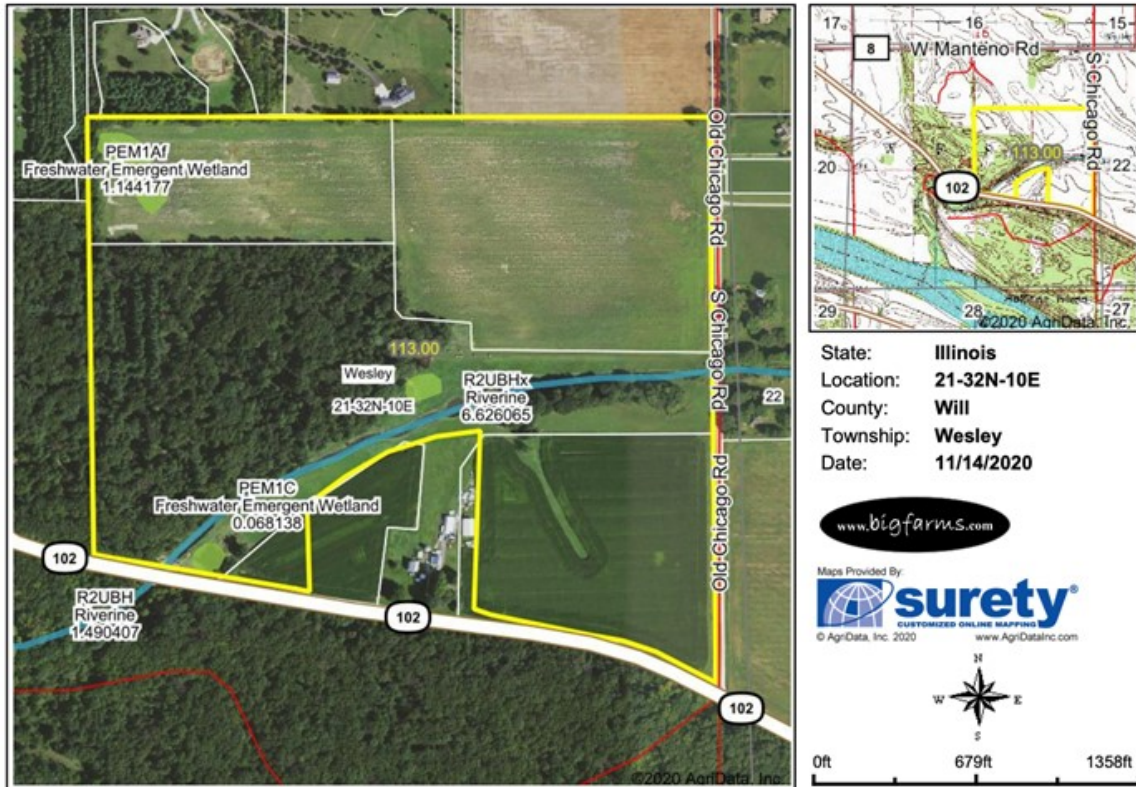 PEM1Af
Freshwater Emergent Wetland
1.144177
Old Chicago Rd
S Chicago Rd
Old Chicago Rd
113.00
Wesley
21-32N-10E
R2UBHx
Riverine
6.626065
22
PEM1C
Freshwater Emergent Wetland
0.068138
102
R2UBH
Riverine
1.490407
102
102
©2020 AgriData, Inc.
17
16
15
8
W Manteno Rd
S Chicago Rd
20
113.00
22
102
29
28
27
©2020 AgriData, Inc.
State: Illinois
Location: 21-32N-10E
County: Will
Township: Wesley
Date: 11/14/2020
www.bigfarms.com
Maps Provided By:
surety®
CUSTOMIZED ONLINE MAPPING
© AgriData, Inc. 2020 www.AgriDataInc.com
N
W E
S
0ft 679ft 1358ft